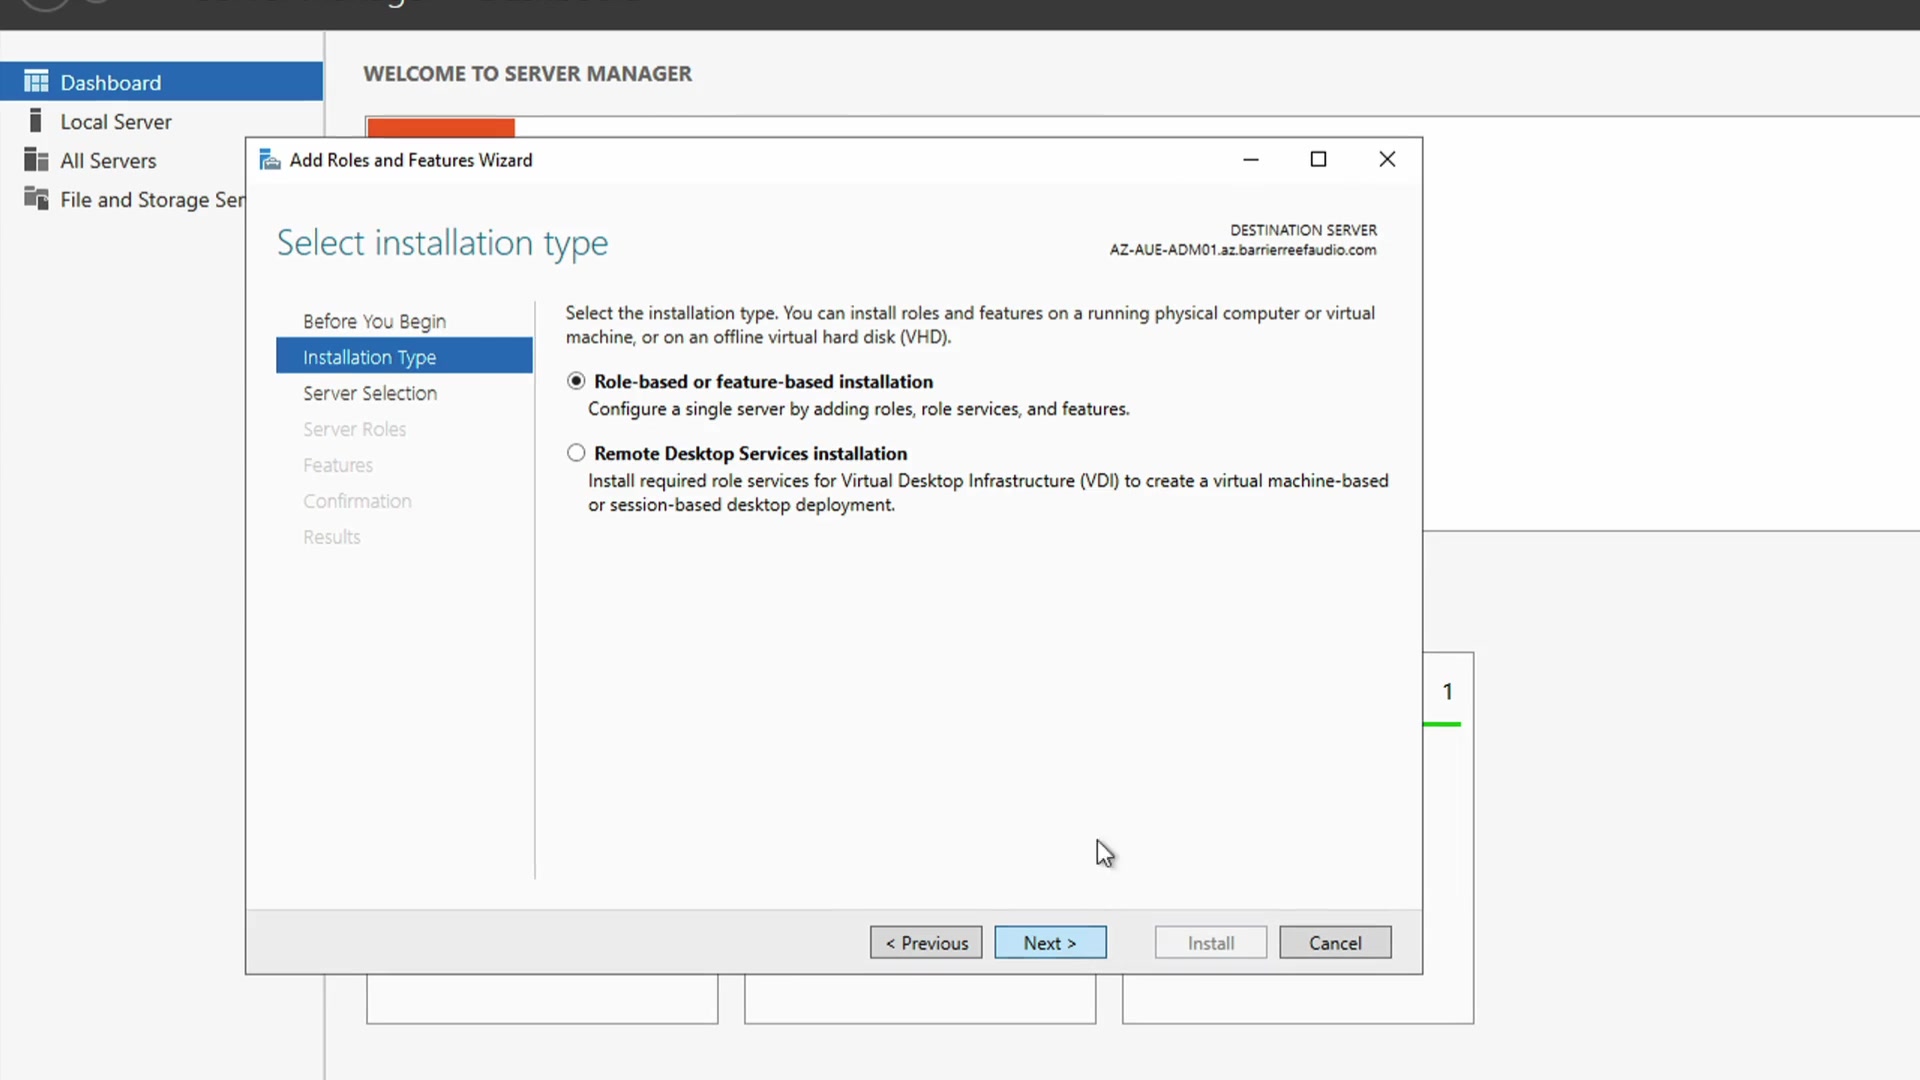 Dashboard
Local Server
All Servers
File and Storage Ser
WELCOME TO SERVER MANAGER
Add Roles and Features Wizard
Select installation type
DESTINATION SERVER
AZ-AUE-ADM01.az.barrierreefaudio.com
Before You Begin
Installation Type
Server Selection
Server Roles
Features
Confirmation
Results
Select the installation type. You can install roles and features on a running physical computer or virtual
machine, or on an offline virtual hard disk (VHD).
Role-based or feature-based installation
Configure a single server by adding roles, role services, and features.
Remote Desktop Services installation
Install required role services for Virtual Desktop Infrastructure (VDI) to create a virtual machine-based
or session-based desktop deployment.
1
< Previous
Next >
Install
Cancel